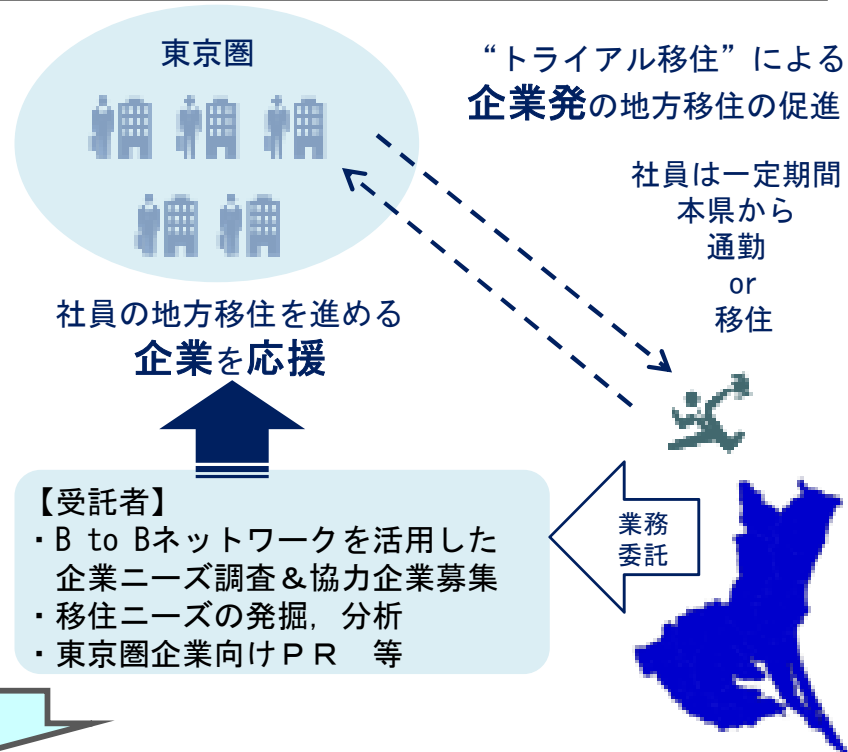 東京圏
“トライアル移住”による
企業発の地方移住の促進
社員は一定期間
本県から
通勤
or
移住
社員の地方移住を進める
企業を応援
【受託者】
・B to Bネットワークを活用した
企業ニーズ調査&協力企業募集
・移住ニーズの発掘，分析
・東京圏企業向けＰＲ　等
業務
委託